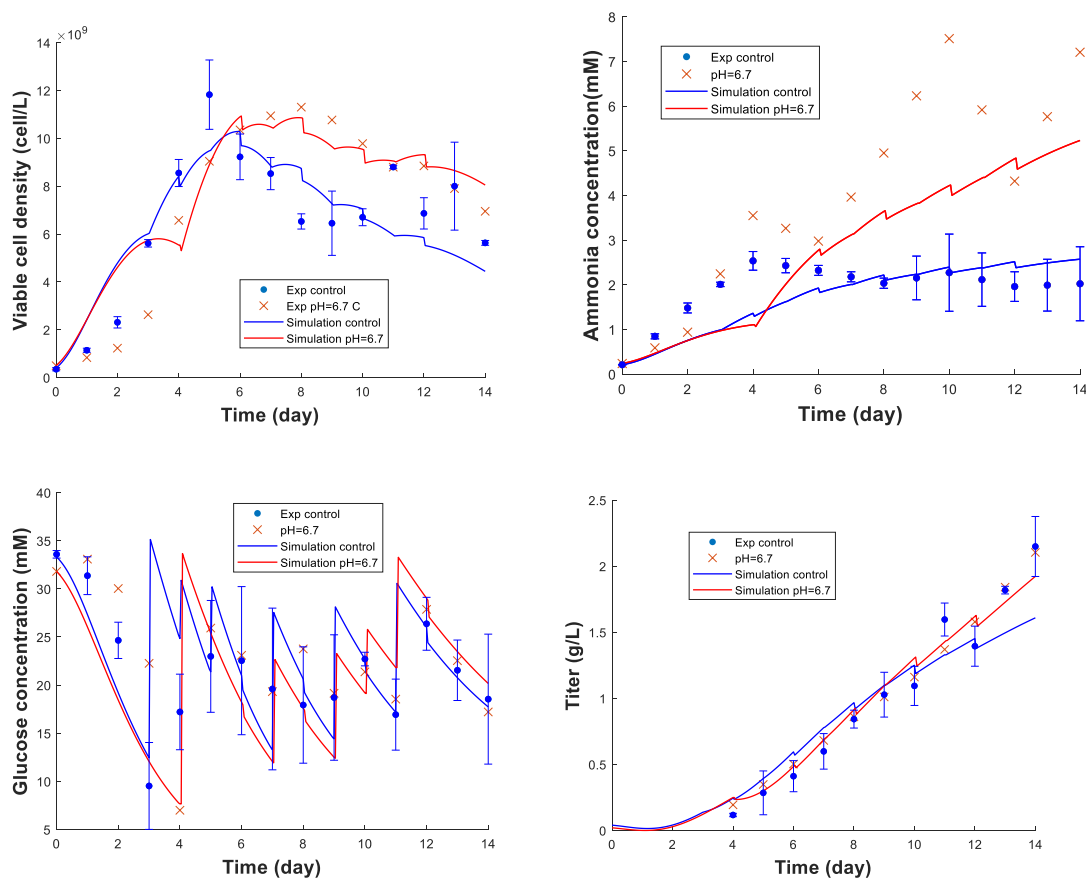 ×10⁹
14
12
10
8
6
4
2
0
Viable cell density (cell/L)
Exp control
Exp pH=6.7 C
Simulation control
Simulation pH=6.7
0 2 4 6 8 10 12 14
Time (day)
8
7
6
5
4
3
2
1
0
Ammonia concentration(mM)
Exp control
pH=6.7
Simulation control
Simulation pH=6.7
0 2 4 6 8 10 12 14
Time (day)
40
35
30
25
20
15
10
5
Glucose concentration (mM)
Exp control
pH=6.7
Simulation control
Simulation pH=6.7
0 2 4 6 8 10 12 14
Time (day)
2.5
2
1.5
1
0.5
0
Titer (g/L)
Exp control
pH=6.7
Simulation control
Simulation pH=6.7
0 2 4 6 8 10 12 14
Time (day)